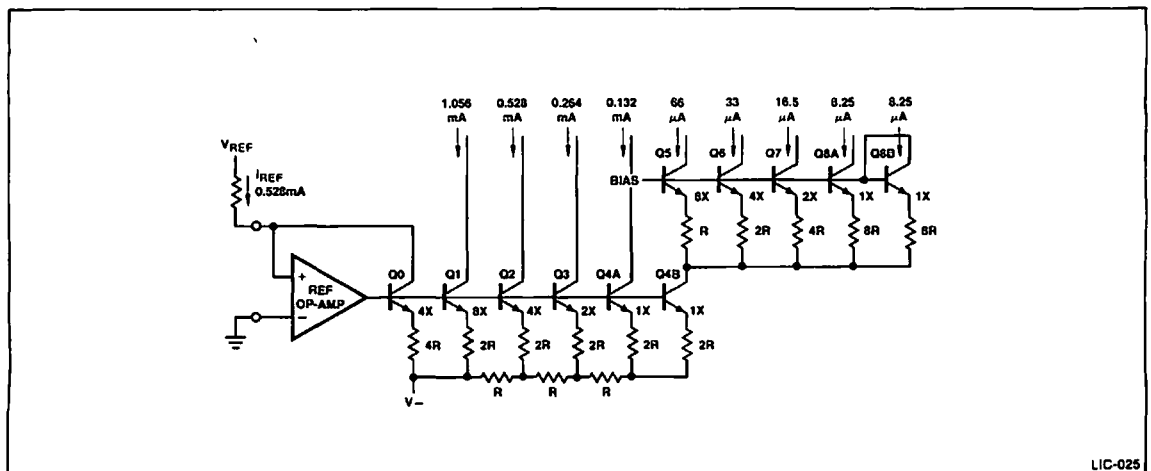 1.056 mA
0.528 mA
0.264 mA
0.132 mA
66 μA
33 μA
16.5 μA
8.25 μA
8.25 μA
VREF
IREF
0.528mA
Q5
Q6
Q7
Q8A
Q8B
BIAS
8X
4X
2X
1X
1X
R
2R
4R
8R
8R
+
REF
OP-AMP
−
Q0
Q1
Q2
Q3
Q4A
Q4B
4X
8X
4X
2X
1X
1X
4R
2R
2R
2R
2R
2R
R
R
R
V−
LIC-025